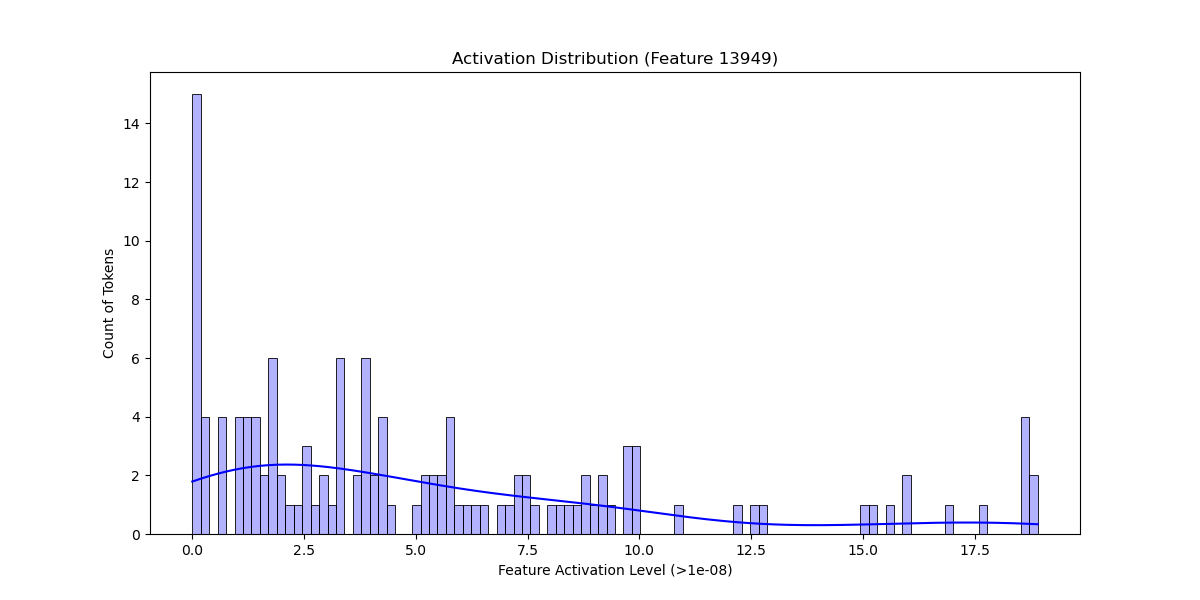 Activation Distribution (Feature 13949)
Count of Tokens
14
12
10
8
6
4
2
0
0.0 2.5 5.0 7.5 10.0 12.5 15.0 17.5
Feature Activation Level (>1e-08)